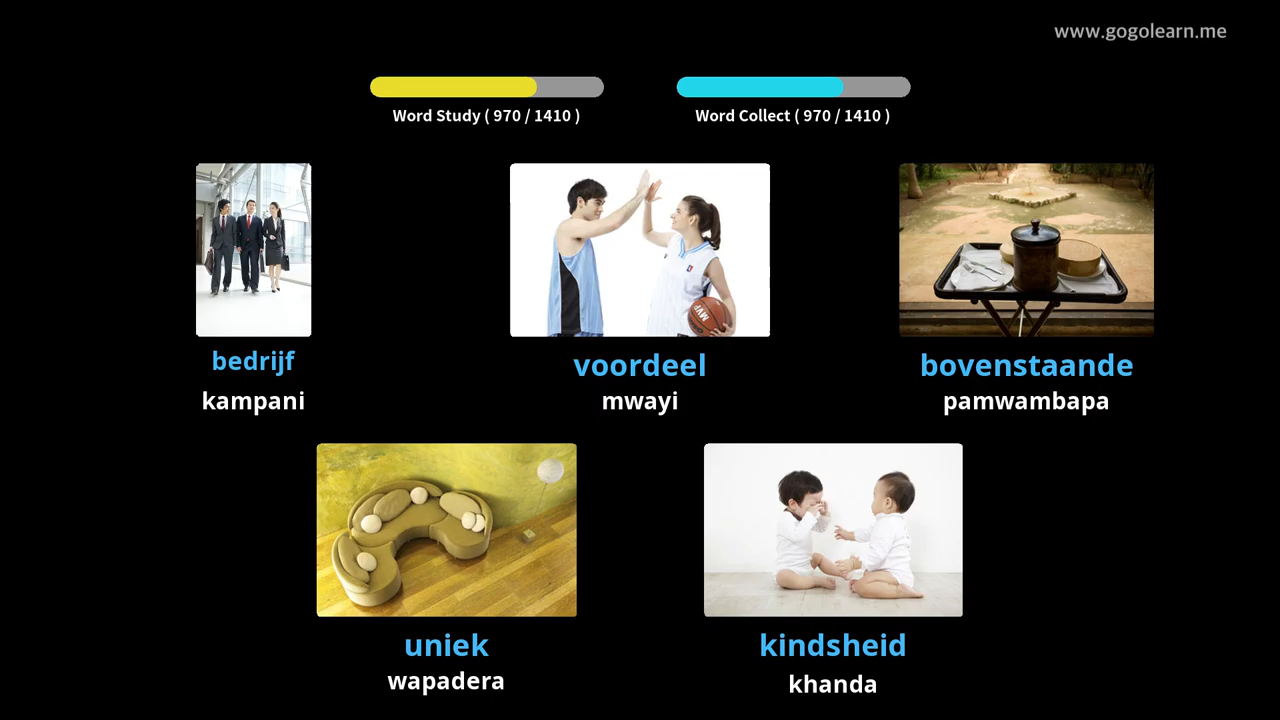 www.gogolearn.me
Word Study ( 970 / 1410 )
Word Collect ( 970 / 1410 )
bedrijf
kampani
voordeel
mwayi
bovenstaande
pamwambapa
MVP
uniek
wapadera
kindsheid
khanda